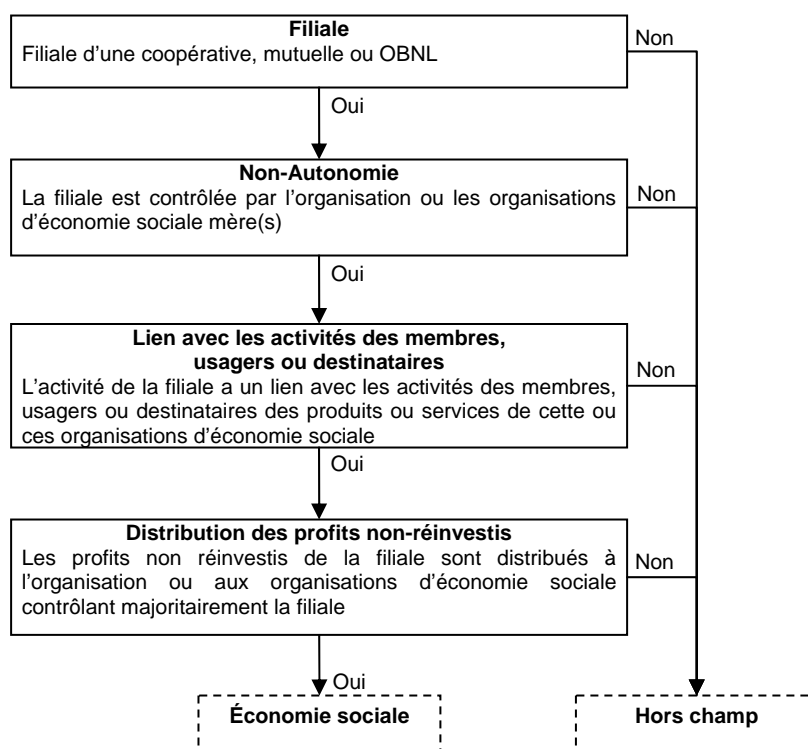 Filiale
Filiale d'une coopérative, mutuelle ou OBNL
Non
Oui
Non-Autonomie
La filiale est contrôlée par l'organisation ou les organisations
d'économie sociale mère(s)
Non
Oui
Lien avec les activités des membres,
usagers ou destinataires
L'activité de la filiale a un lien avec les activités des membres,
usagers ou destinataires des produits ou services de cette ou
ces organisations d'économie sociale
Non
Oui
Distribution des profits non-réinvestis
Les profits non réinvestis de la filiale sont distribués à
l'organisation ou aux organisations d'économie sociale
contrôlant majoritairement la filiale
Non
Oui
Économie sociale
Hors champ